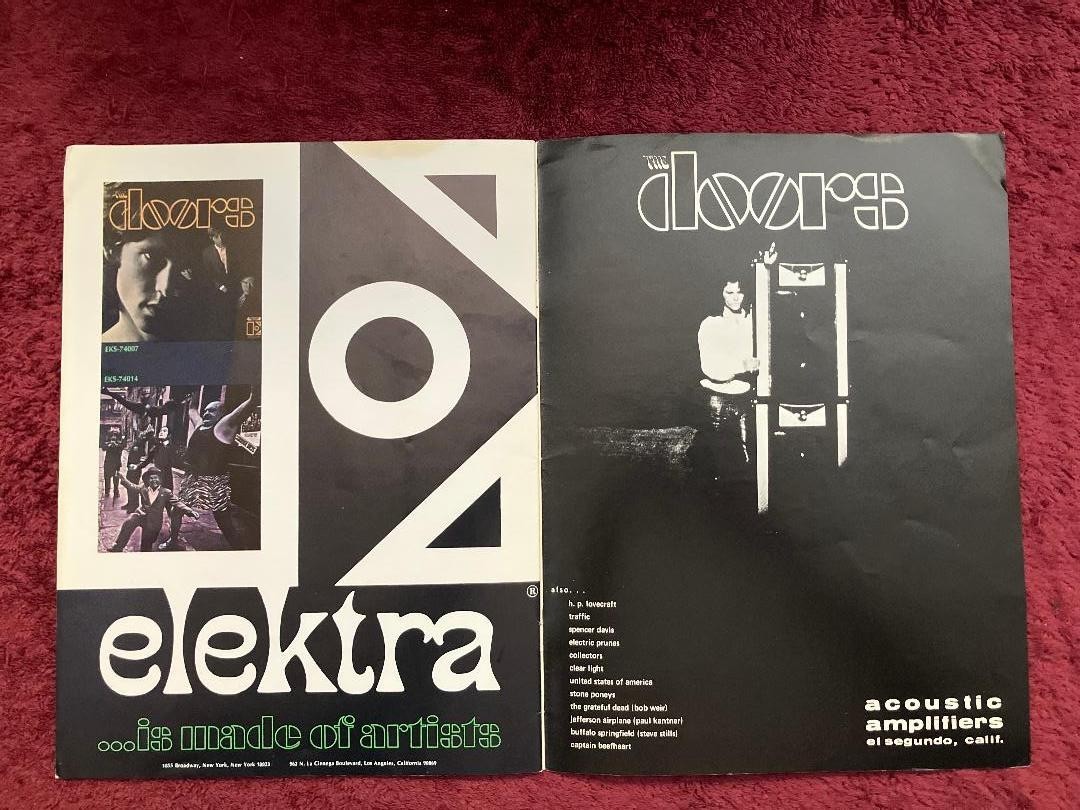 THE
doors
EKS-74007
EKS-74014
elektra®
...is made of artists
1855 Broadway, New York, New York 10023 962 N. La Cienega Boulevard, Los Angeles, California 90069
THE
doors
also...
h. p. lovecraft
traffic
spencer davis
electric prunes
collectors
clear light
united states of america
stone poneys
the grateful dead (bob weir)
jefferson airplane (paul kantner)
buffalo springfield (steve stills)
captain beefheart
acoustic
amplifiers
el segundo, calif.